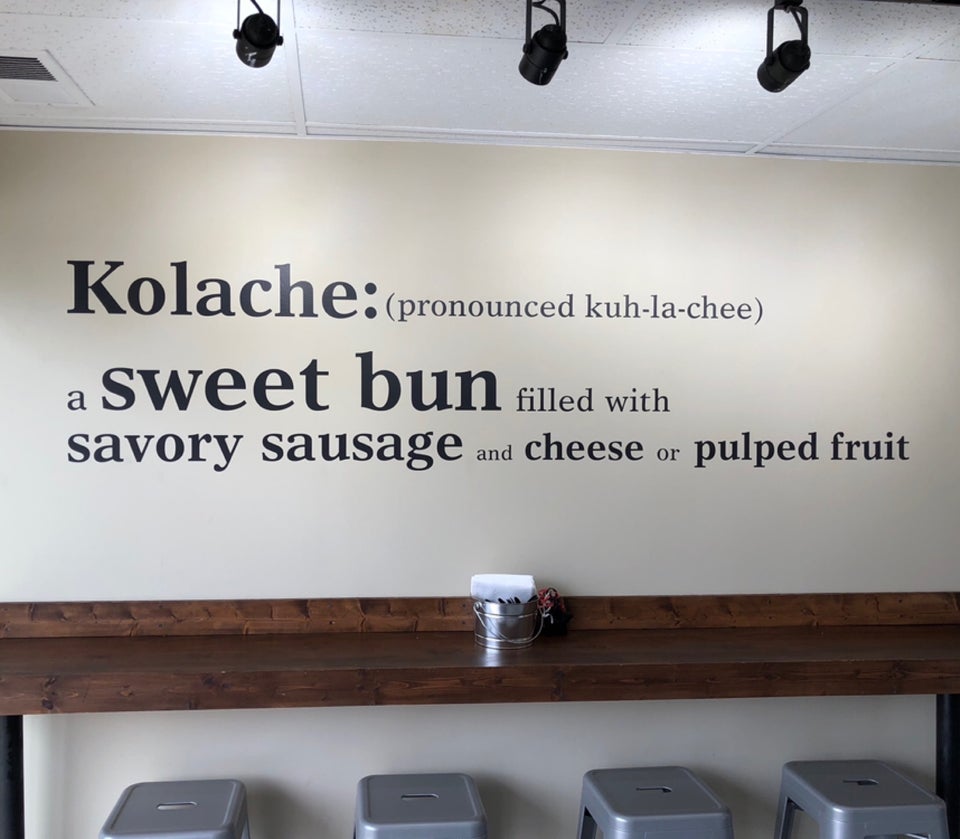 Kolache: (pronounced kuh-la-chee)
a sweet bun filled with
savory sausage and cheese or pulped fruit